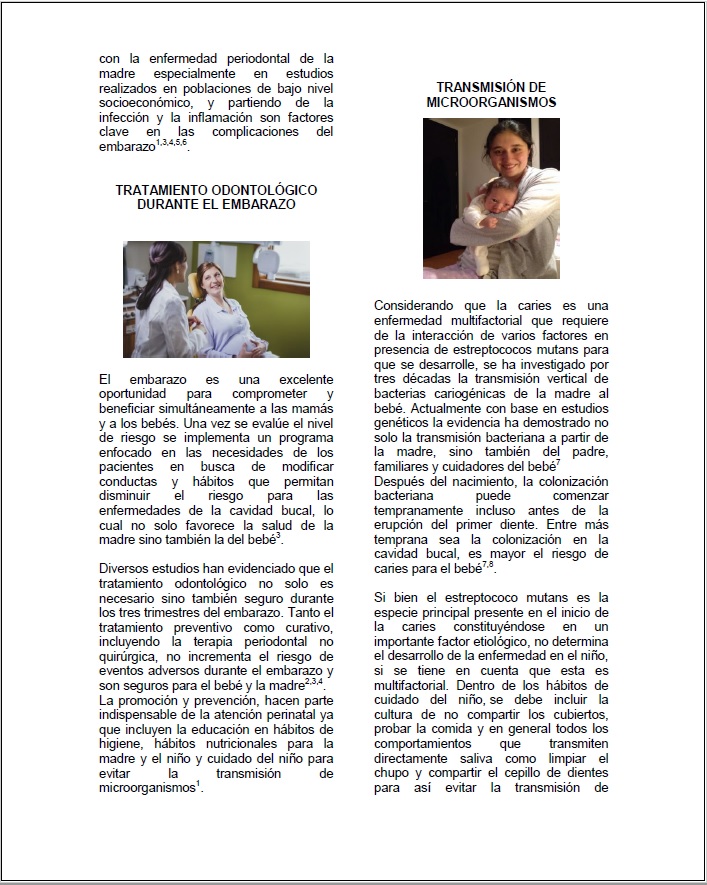 con la enfermedad periodontal de la
madre especialmente en estudios
realizados en poblaciones de bajo nivel
socioeconómico, y partiendo de la
infección y la inflamación son factores
clave en las complicaciones del
embarazo1,3,4,5,6.
TRATAMIENTO ODONTOLÓGICO
DURANTE EL EMBARAZO
El embarazo es una excelente
oportunidad para comprometer y
beneficiar simultáneamente a las mamás
y a los bebés. Una vez se evalúe el nivel
de riesgo se implementa un programa
enfocado en las necesidades de los
pacientes en busca de modificar
conductas y hábitos que permitan
disminuir el riesgo para las
enfermedades de la cavidad bucal, lo
cual no solo favorece la salud de la
madre sino también la del bebé3.
Diversos estudios han evidenciado que el
tratamiento odontológico no solo es
necesario sino también seguro durante
los tres trimestres del embarazo. Tanto el
tratamiento preventivo como curativo,
incluyendo la terapia periodontal no
quirúrgica, no incrementa el riesgo de
eventos adversos durante el embarazo y
son seguros para el bebé y la madre2,3,4.
La promoción y prevención, hacen parte
indispensable de la atención perinatal ya
que incluyen la educación en hábitos de
higiene, hábitos nutricionales para la
madre y el niño y cuidado del niño para
evitar la transmisión de
microorganismos1.
TRANSMISIÓN DE
MICROORGANISMOS
Considerando que la caries es una
enfermedad multifactorial que requiere
de la interacción de varios factores en
presencia de estreptococos mutans para
que se desarrolle, se ha investigado por
tres décadas la transmisión vertical de
bacterias cariogénicas de la madre al
bebé. Actualmente con base en estudios
genéticos la evidencia ha demostrado no
solo la transmisión bacteriana a partir de
la madre, sino también del padre,
familiares y cuidadores del bebé7
Después del nacimiento, la colonización
bacteriana puede comenzar
tempranamente incluso antes de la
erupción del primer diente. Entre más
temprana sea la colonización en la
cavidad bucal, es mayor el riesgo de
caries para el bebé7,8.
Si bien el estreptococo mutans es la
especie principal presente en el inicio de
la caries constituyéndose en un
importante factor etiológico, no determina
el desarrollo de la enfermedad en el niño,
si se tiene en cuenta que esta es
multifactorial. Dentro de los hábitos de
cuidado del niño, se debe incluir la
cultura de no compartir los cubiertos,
probar la comida y en general todos los
comportamientos que transmiten
directamente saliva como limpiar el
chupo y compartir el cepillo de dientes
para así evitar la transmisión de